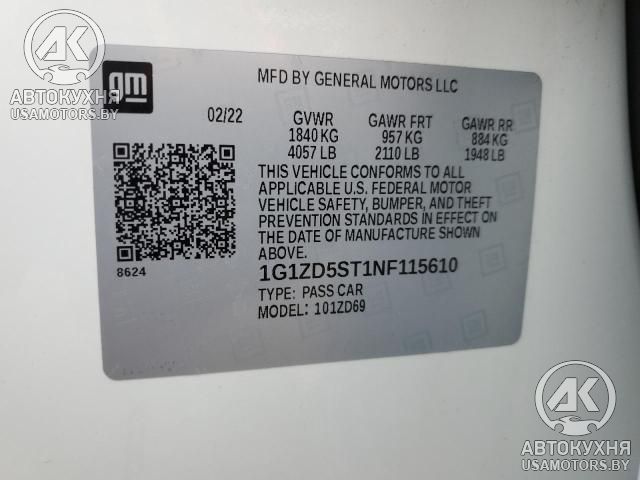 АК
АВТОКУХНЯ
USAMOTORS.BY
gm
MFD BY GENERAL MOTORS LLC
02/22 GVWR GAWR FRT GAWR RR
1840 KG 957 KG 884 KG
4057 LB 2110 LB 1948 LB
THIS VEHICLE CONFORMS TO ALL
APPLICABLE U.S. FEDERAL MOTOR
VEHICLE SAFETY, BUMPER, AND THEFT
PREVENTION STANDARDS IN EFFECT ON
THE DATE OF MANUFACTURE SHOWN
ABOVE.
8624
1G1ZD5ST1NF115610
TYPE: PASS CAR
MODEL: 101ZD69
АК
АВТОКУХНЯ
USAMOTORS.BY